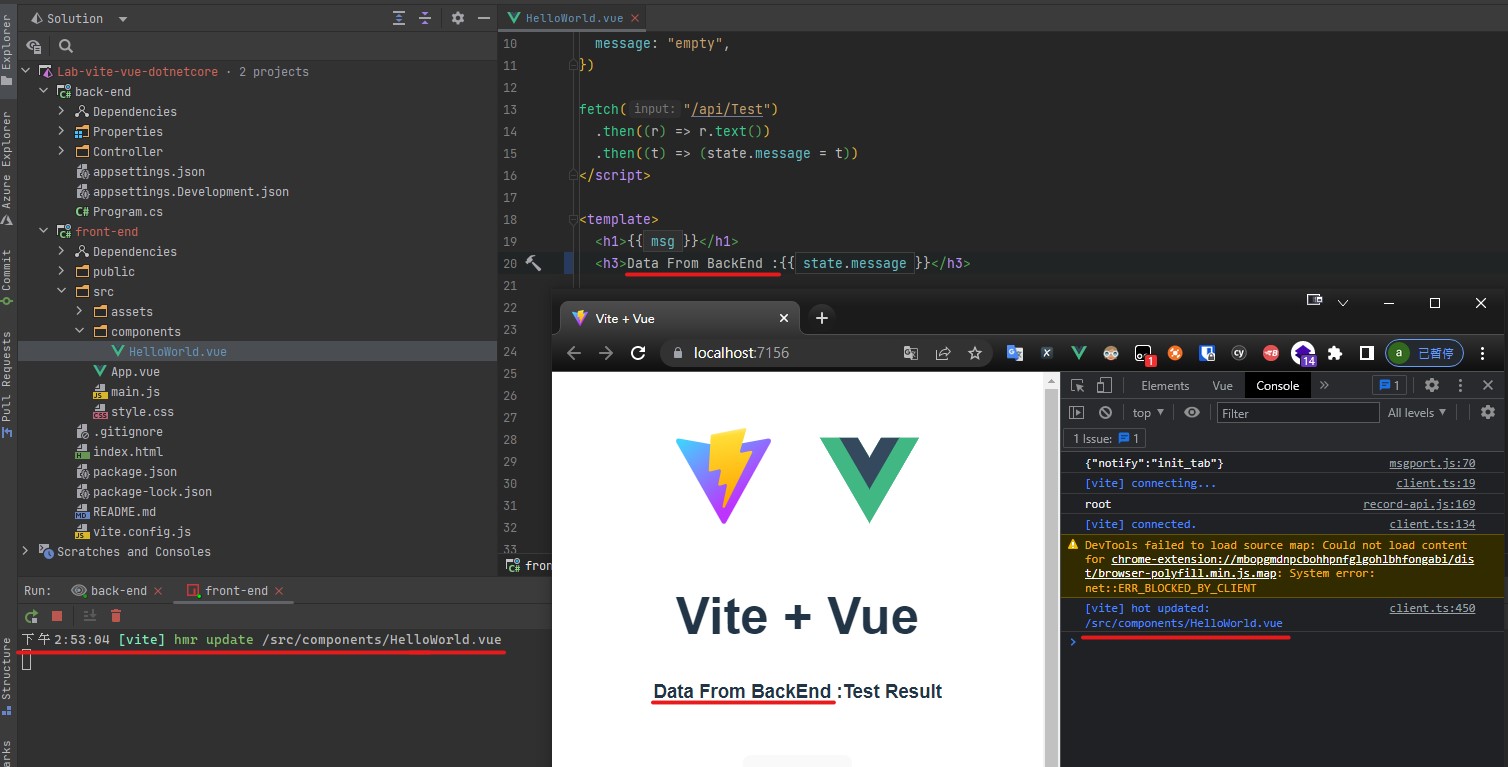 Solution
HelloWorld.vue
Explorer
Azure Explorer
Commit
Pull Requests
Structure
Lab-vite-vue-dotnetcore · 2 projects
back-end
Dependencies
Properties
Controller
appsettings.json
appsettings.Development.json
C# Program.cs
front-end
Dependencies
public
src
assets
components
HelloWorld.vue
App.vue
main.js
style.css
.gitignore
index.html
package.json
package-lock.json
README.md
vite.config.js
Scratches and Consoles
10 message: "empty",
11 })
12
13 fetch( input: "/api/Test")
14 .then((r) => r.text())
15 .then((t) => (state.message = t))
16 </script>
17
18 <template>
19 <h1>{{ msg }}</h1>
20 <h3>Data From BackEnd :{{ state.message }}</h3>
21
22
23
24
25
26
27
28
29
30
31
32
33
fron
Run: back-end front-end
下午2:53:04 [vite] hmr update /src/components/HelloWorld.vue
Vite + Vue
localhost:7156
1
cy
14
a 已暫停
Vite + Vue
Data From BackEnd :Test Result
Elements Vue Console » 1
top Filter All levels
1 Issue: 1
{"notify":"init_tab"} msgport.js:70
[vite] connecting... client.ts:19
root record-api.js:169
[vite] connected. client.ts:134
DevTools failed to load source map: Could not load content
for chrome-extension://mbopgmdnpcbohhpnfglgohlbhfongabi/dis
t/browser-polyfill.min.js.map: System error:
net::ERR_BLOCKED_BY_CLIENT
[vite] hot updated: client.ts:450
/src/components/HelloWorld.vue